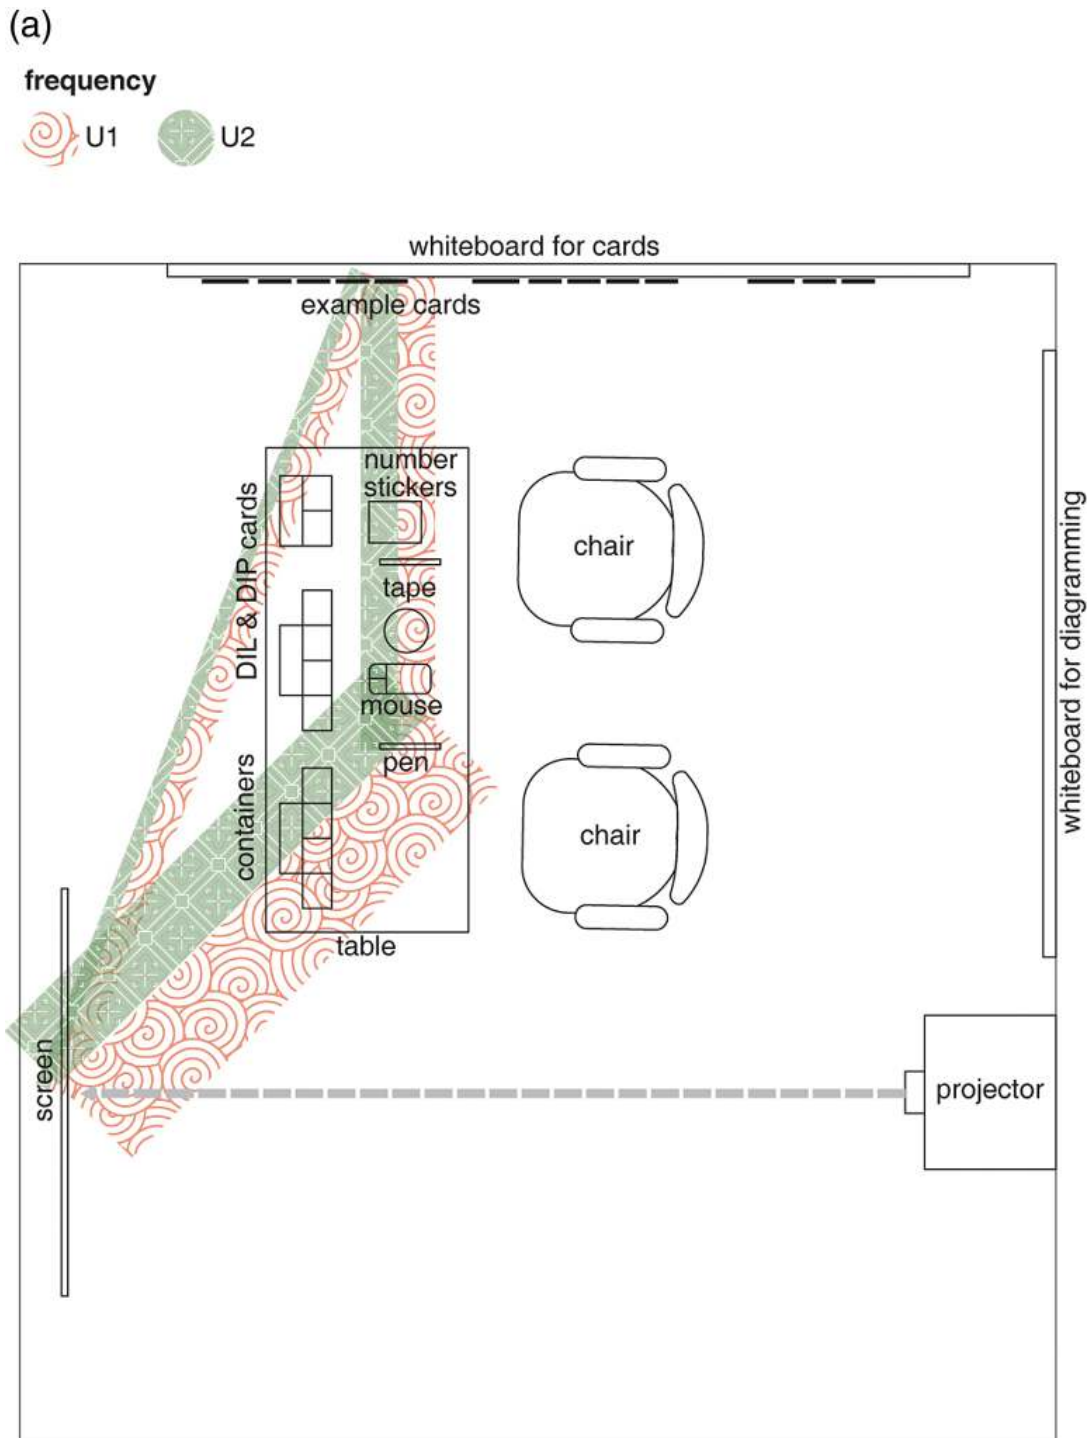 (a)
frequency
U1
U2
whiteboard for cards
example cards
number
stickers
DIL & DIP cards
chair
tape
mouse
pen
containers
chair
table
whiteboard for diagramming
screen
projector